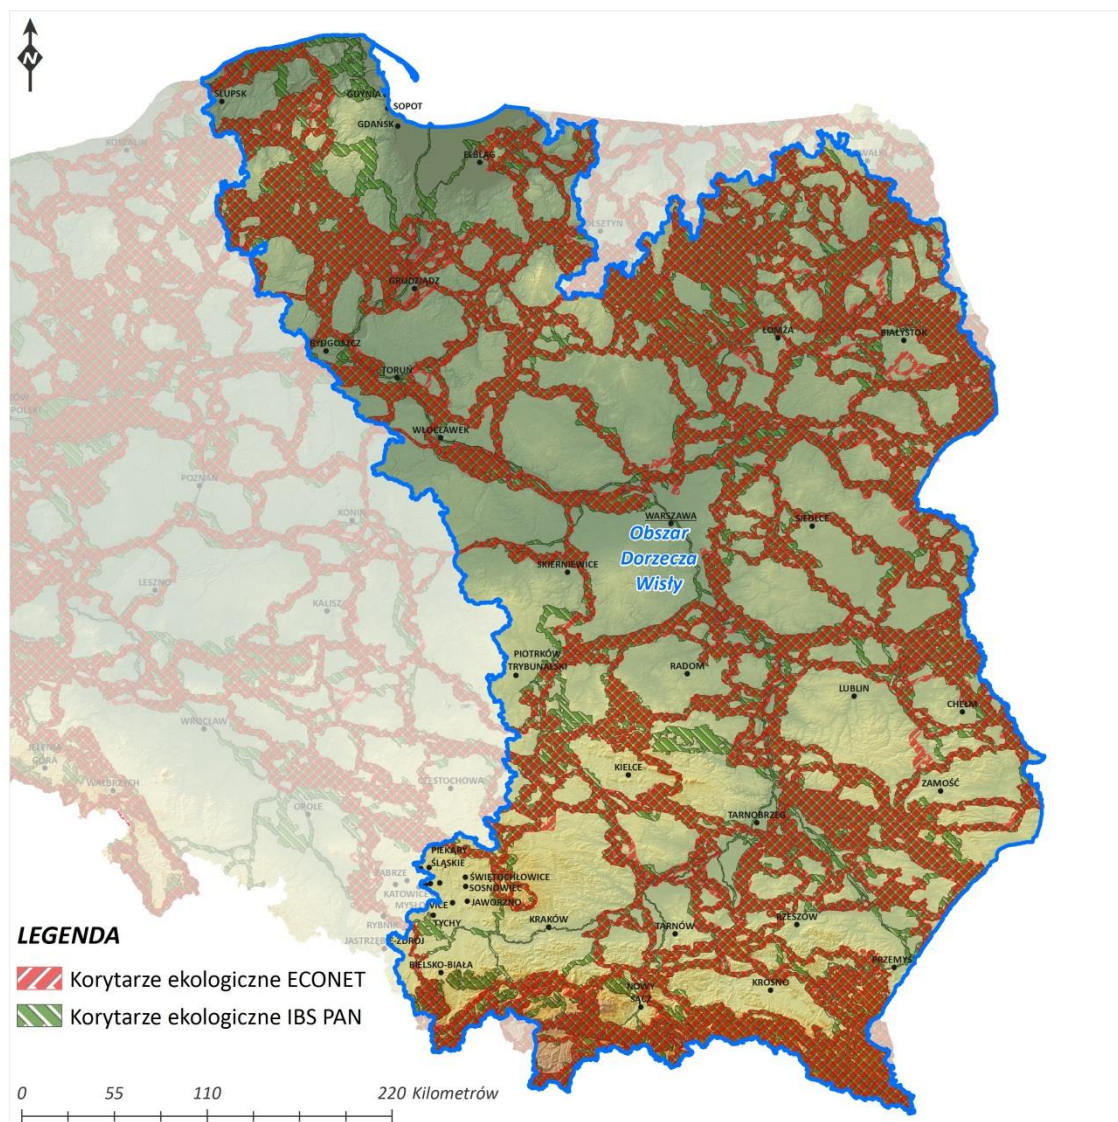 N
SŁUPSK
GDYNIA
SOPOT
GDAŃSK
KOSZALIN
ELBLĄG
OLSZTYN
GRUDZIĄDZ
ŁOMŻA
BIAŁYSTOK
BYDGOSZCZ
TORUŃ
WŁOCŁAWEK
POZNAŃ
KONIN
WARSZAWA
SIEDLCE
Obszar
Dorzecza
Wisły
SKIERNIEWICE
LESZNO
KALISZ
PIOTRKÓW
TRYBUNALSKI
RADOM
LUBLIN
CHEŁM
WROCŁAW
JELENIA
GÓRA
WAŁBRZYCH
KIELCE
CZĘSTOCHOWA
ZAMOŚĆ
OPOLE
TARNOBRZEG
PIEKARY
ŚLĄSKIE
ŚWIĘTOCHŁOWICE
ZABRZE
SOSNOWIEC
KATOWICE
JAWORZNO
TYCHY
RYBNIK
KRAKÓW
TARNÓW
RZESZÓW
BIELSKO-BIAŁA
PRZEMYŚL
NOWY
SĄCZ
KROSNO
LEGENDA
Korytarze ekologiczne ECONET
Korytarze ekologiczne IBS PAN
0 55 110 220 Kilometrów